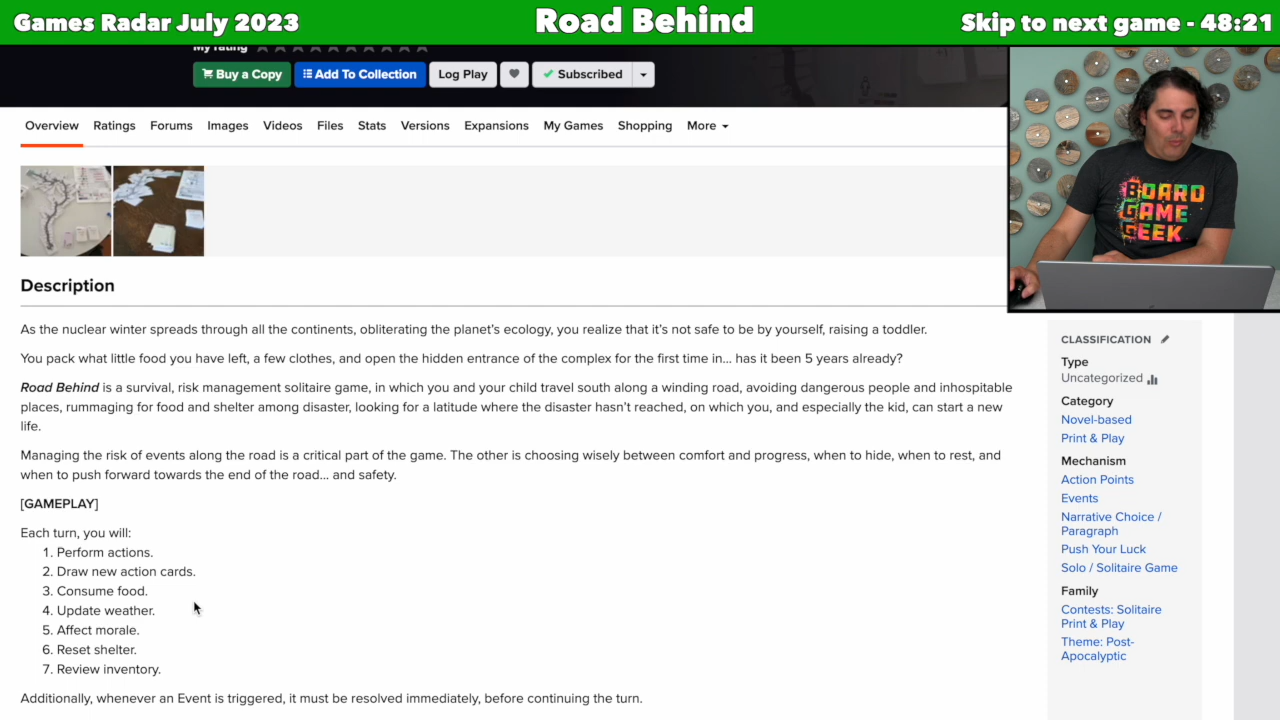 Games Radar July 2023
Road Behind
Skip to next game - 48:21
My rating
Buy a Copy
Add To Collection
Log Play
Subscribed
Overview
Ratings
Forums
Images
Videos
Files
Stats
Versions
Expansions
My Games
Shopping
More
BOARD
GAME
GEEK
Description
As the nuclear winter spreads through all the continents, obliterating the planet's ecology, you realize that it's not safe to be by yourself, raising a toddler.
You pack what little food you have left, a few clothes, and open the hidden entrance of the complex for the first time in... has it been 5 years already?
Road Behind is a survival, risk management solitaire game, in which you and your child travel south along a winding road, avoiding dangerous people and inhospitable
places, rummaging for food and shelter among disaster, looking for a latitude where the disaster hasn't reached, on which you, and especially the kid, can start a new
life.
Managing the risk of events along the road is a critical part of the game. The other is choosing wisely between comfort and progress, when to hide, when to rest, and
when to push forward towards the end of the road... and safety.
[GAMEPLAY]
Each turn, you will:
1. Perform actions.
2. Draw new action cards.
3. Consume food.
4. Update weather.
5. Affect morale.
6. Reset shelter.
7. Review inventory.
Additionally, whenever an Event is triggered, it must be resolved immediately, before continuing the turn.
CLASSIFICATION
Type
Uncategorized
Category
Novel-based
Print & Play
Mechanism
Action Points
Events
Narrative Choice /
Paragraph
Push Your Luck
Solo / Solitaire Game
Family
Contests: Solitaire
Print & Play
Theme: Post-
Apocalyptic